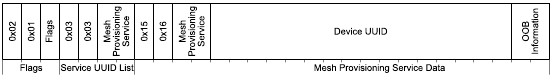 0x02
0x01
Flags
0x03
0x03
Mesh
Provisioning
Service
0x15
0x16
Mesh
Provisioning
Service
Device UUID
OOB
Information
Flags
Service UUID List
Mesh Provisioning Service Data